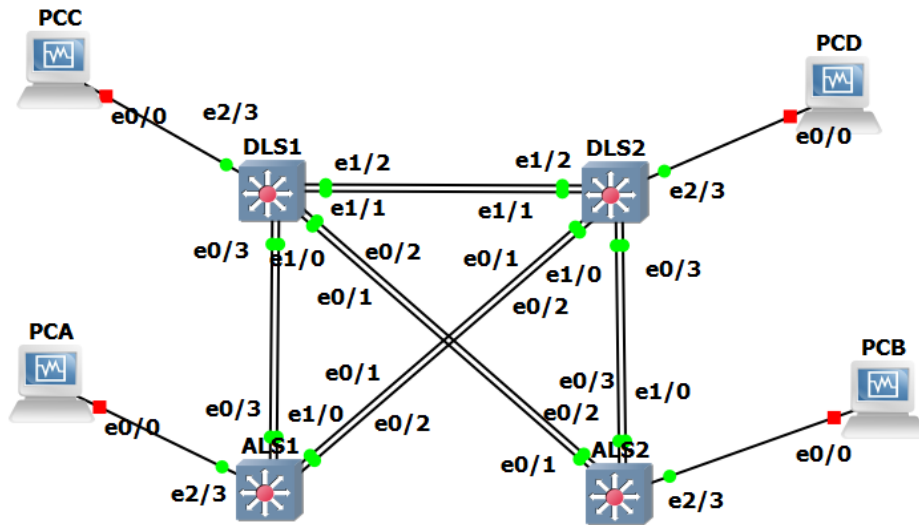 PCC
PCD
e0/0
e2/3
e0/0
DLS1
e1/2
e1/2
DLS2
e2/3
e1/1
e1/1
e0/3
e1/0
e0/2
e0/1
e1/0
e0/3
e0/1
e0/2
PCA
PCB
e0/1
e0/3
e1/0
e0/3
e1/0
e0/2
e0/2
e0/0
ALS1
ALS2
e0/1
e0/0
e2/3
e2/3